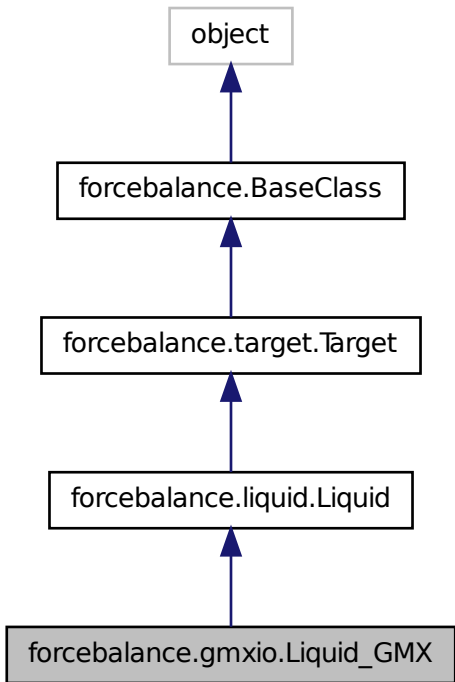 object
forcebalance.BaseClass
forcebalance.target.Target
forcebalance.liquid.Liquid
forcebalance.gmxio.Liquid_GMX